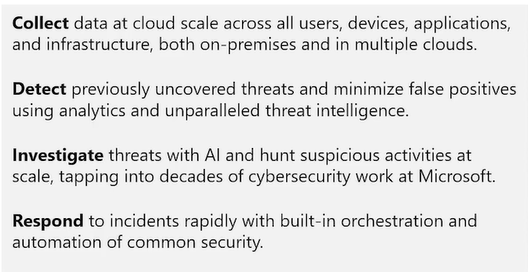 Collect data at cloud scale across all users, devices, applications,
and infrastructure, both on-premises and in multiple clouds.
Detect previously uncovered threats and minimize false positives
using analytics and unparalleled threat intelligence.
Investigate threats with AI and hunt suspicious activities at
scale, tapping into decades of cybersecurity work at Microsoft.
Respond to incidents rapidly with built-in orchestration and
automation of common security.